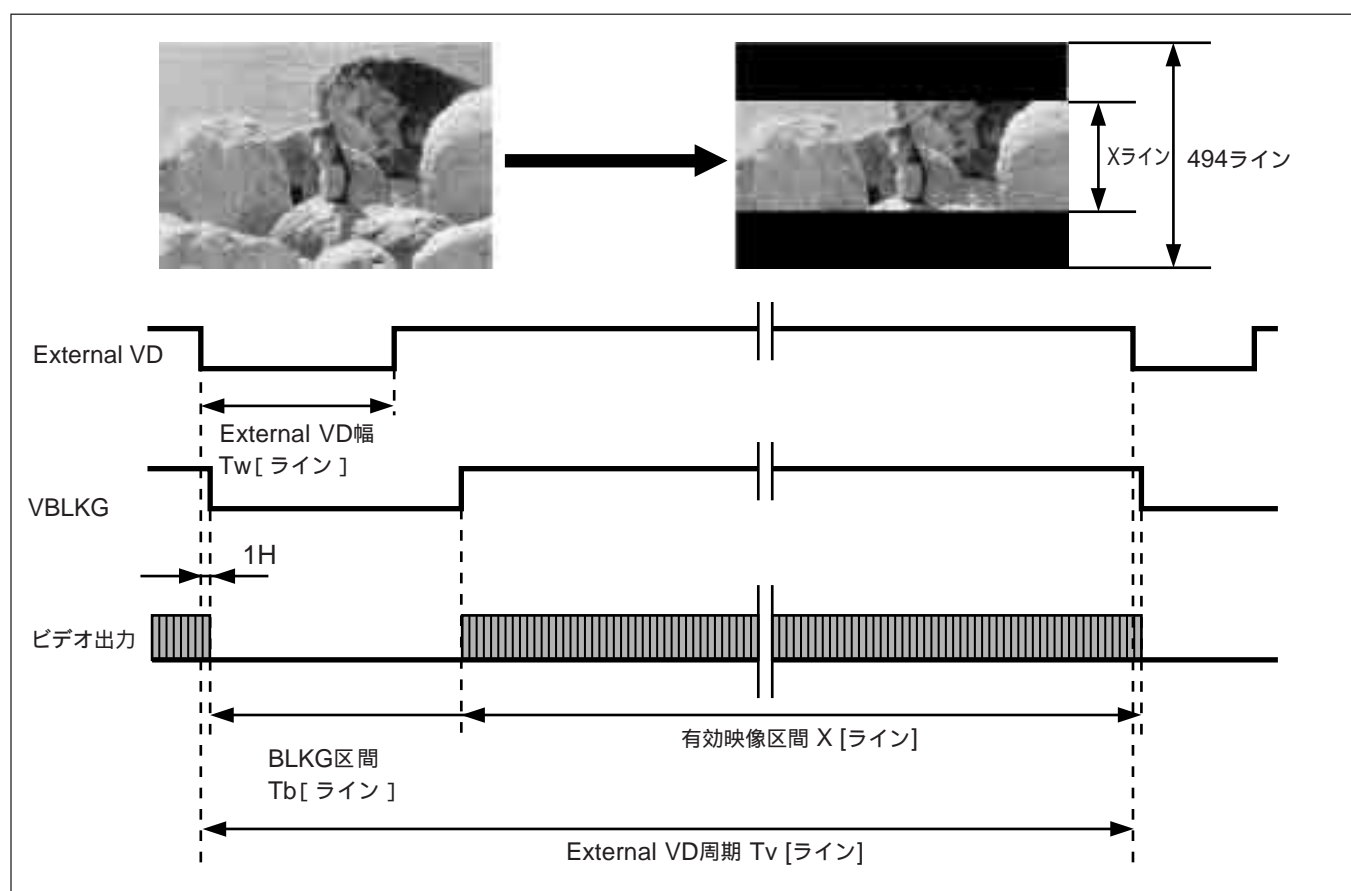 Xライン
494ライン
External VD
External VD幅
Tw[ ライン ]
VBLKG
1H
ビデオ出力
有効映像区間 X [ライン]
BLKG区間
Tb[ ライン ]
External VD周期 Tv [ライン]